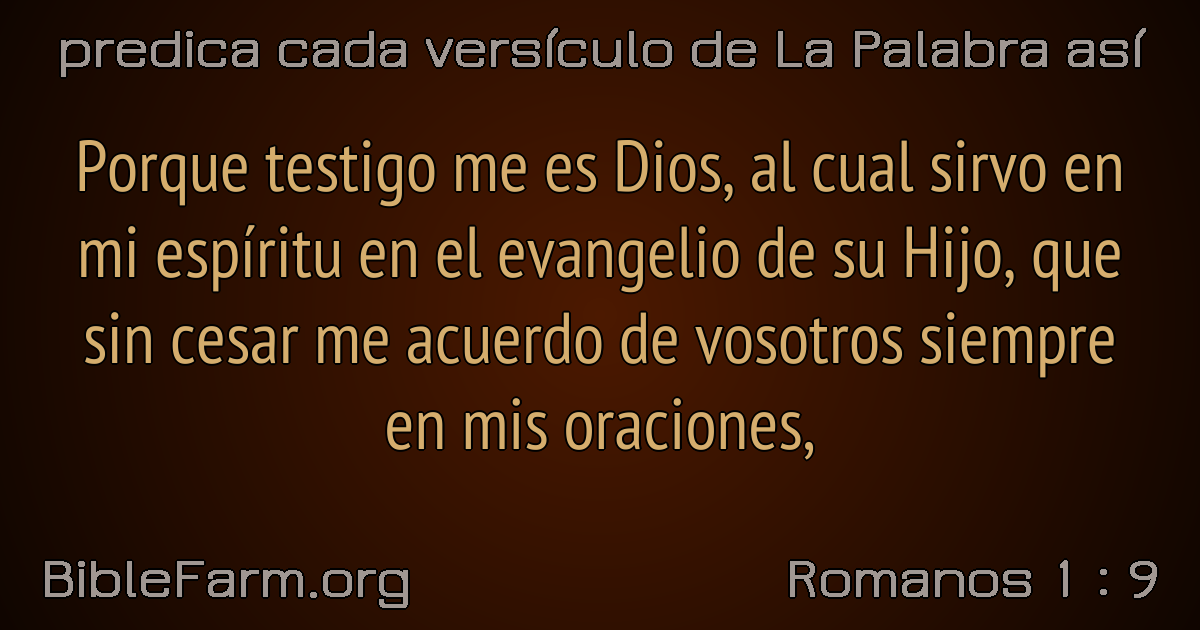 predica cada versículo de La Palabra así
Porque testigo me es Dios, al cual sirvo en
mi espíritu en el evangelio de su Hijo, que
sin cesar me acuerdo de vosotros siempre
en mis oraciones,
BibleFarm.org
Romanos 1 : 9